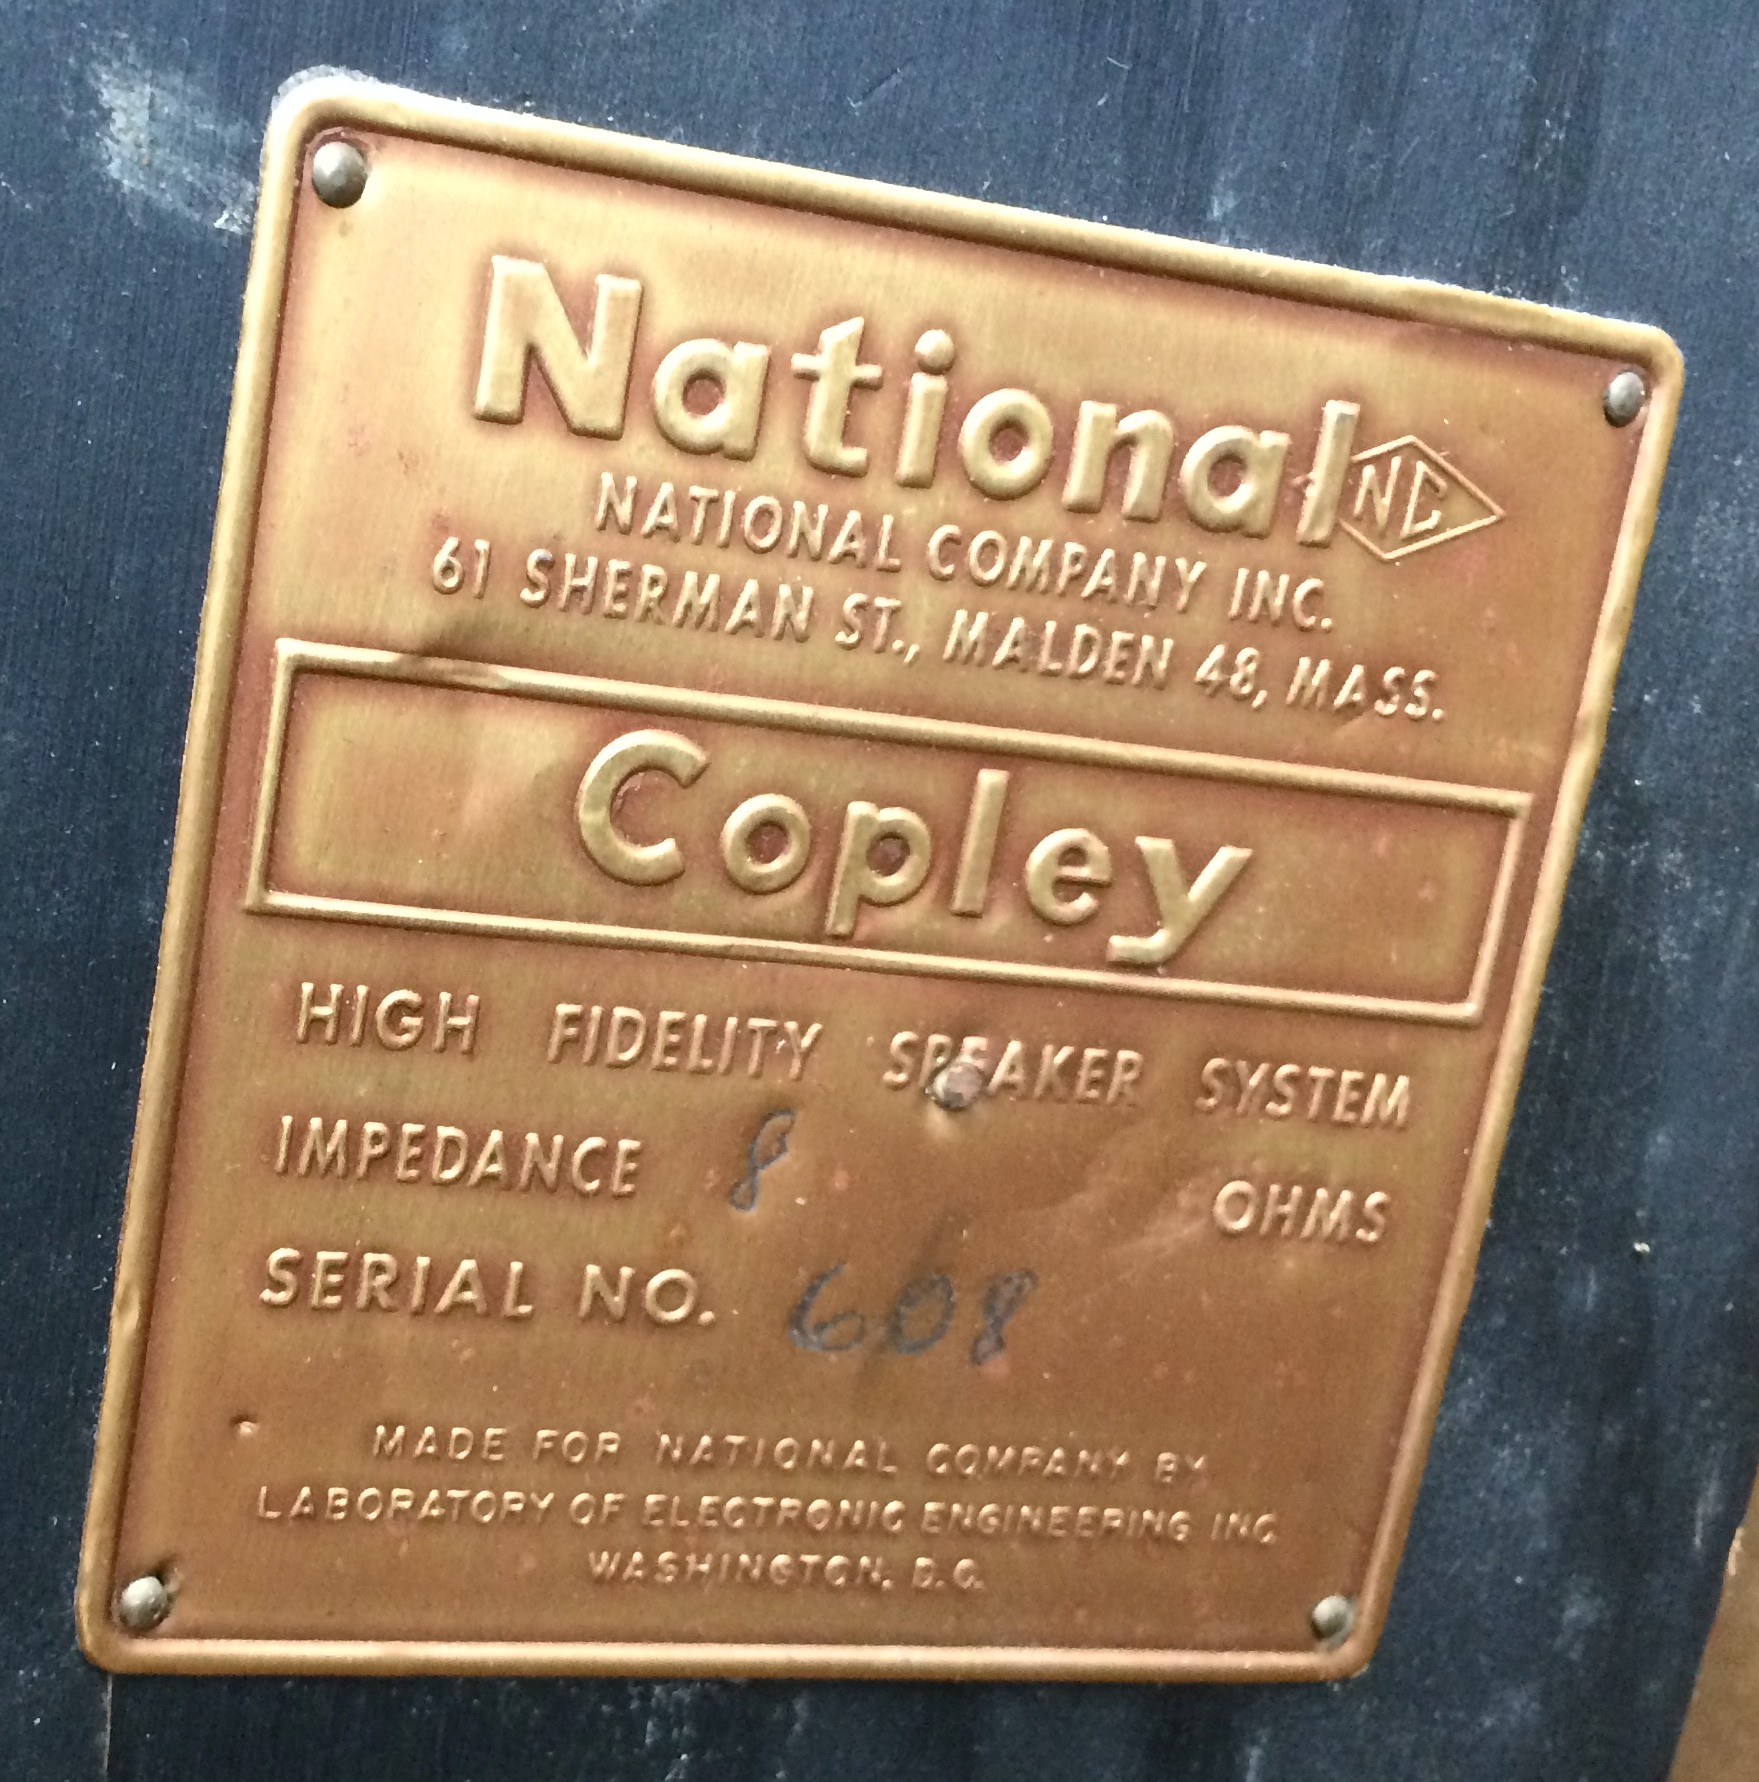 National NC
NATIONAL COMPANY INC.
61 SHERMAN ST., MALDEN 48, MASS.
Copley
HIGH FIDELITY SPEAKER SYSTEM
IMPEDANCE 8 OHMS
SERIAL NO. 608
MADE FOR NATIONAL COMPANY BY
LABORATORY OF ELECTRONIC ENGINEERING INC
WASHINGTON, D.C.